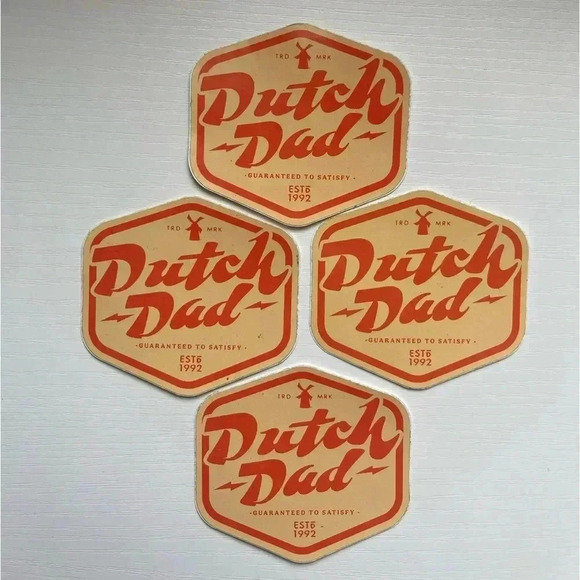 TRD MRK
Dutch
Dad
·GUARANTEED TO SATISFY·
ESTD
1992
TRD MRK
Dutch
Dad
·GUARANTEED TO SATISFY·
ESTD
1992
TRD MRK
Dutch
Dad
·GUARANTEED TO SATISFY·
ESTD
1992
TRD MRK
Dutch
Dad
·GUARANTEED TO SATISFY·
ESTD
1992